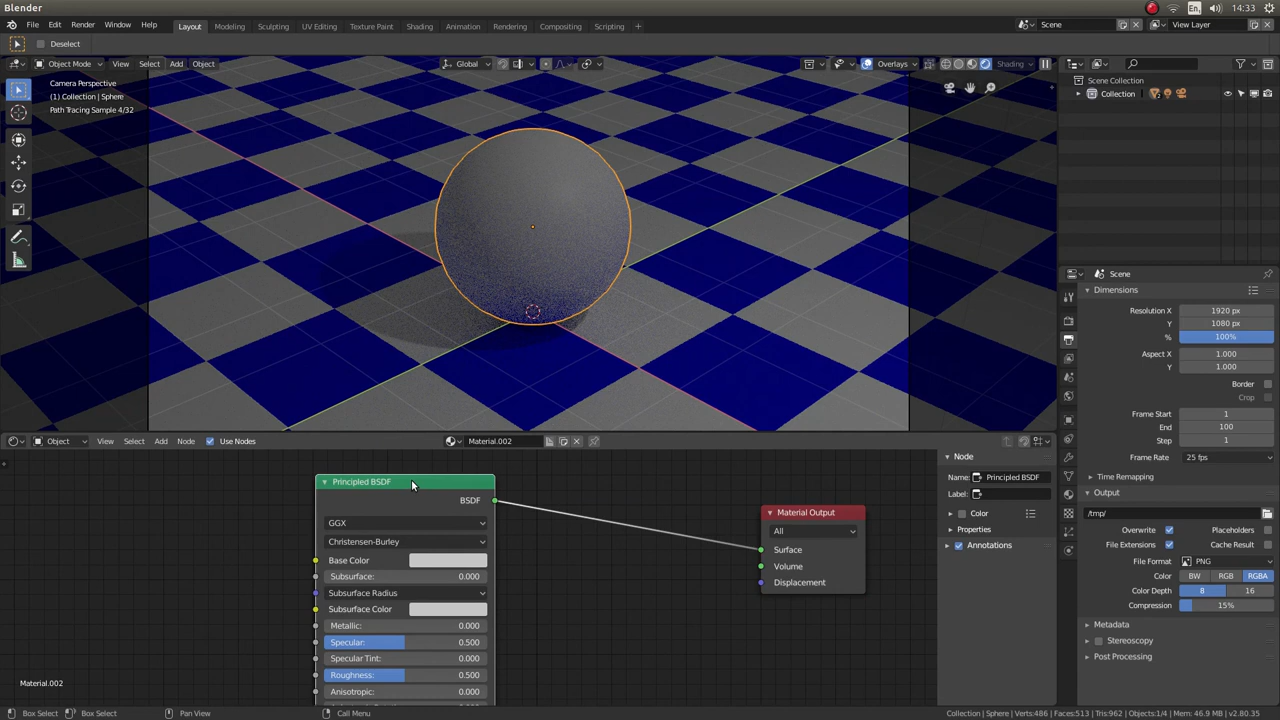 Blender
En
14:33
File Edit Render Window Help
Layout Modeling Sculpting UV Editing Texture Paint Shading Animation Rendering Compositing Scripting +
Scene
View Layer
Deselect
Object Mode View Select Add Object
Global
Overlays
Shading
Camera Perspective
(1) Collection | Sphere
Path Tracing Sample 4/32
Scene Collection
Collection
Scene
Dimensions
Resolution X 1920 px
Y 1080 px
% 100%
Aspect X 1.000
Y 1.000
Border
Crop
Frame Start 1
End 100
Step 1
Frame Rate 25 fps
Time Remapping
Output
/tmp/
Overwrite Placeholders
File Extensions Cache Result
File Format PNG
Color BW RGB RGBA
Color Depth 8 16
Compression 15%
Metadata
Stereoscopy
Post Processing
Object View Select Add Node Use Nodes
Material.002
Principled BSDF
BSDF
GGX
Christensen-Burley
Base Color
Subsurface: 0.000
Subsurface Radius
Subsurface Color
Metallic: 0.000
Specular: 0.500
Specular Tint: 0.000
Roughness: 0.500
Anisotropic: 0.000
Material Output
All
Surface
Volume
Displacement
Node
Name: Principled BSDF
Label:
Color
Properties
Annotations
Material.002
Box Select Box Select Pan View Call Menu
Collection | Sphere | Verts:486 | Faces:513 | Tris:962 | Objects:1/4 | Mem: 46.9 MB | v2.80.35